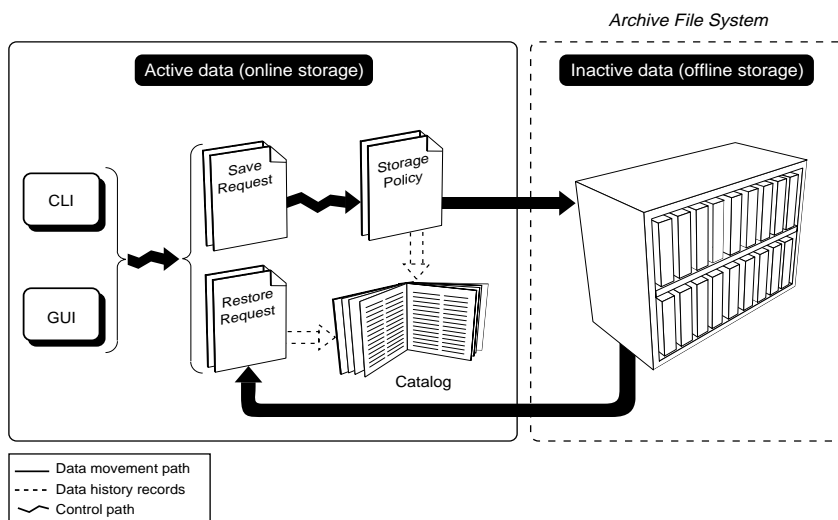 Archive File System
Active data (online storage)
Inactive data (offline storage)
CLI
GUI
Save
Request
Storage
Policy
Restore
Request
Catalog
Data movement path
Data history records
Control path